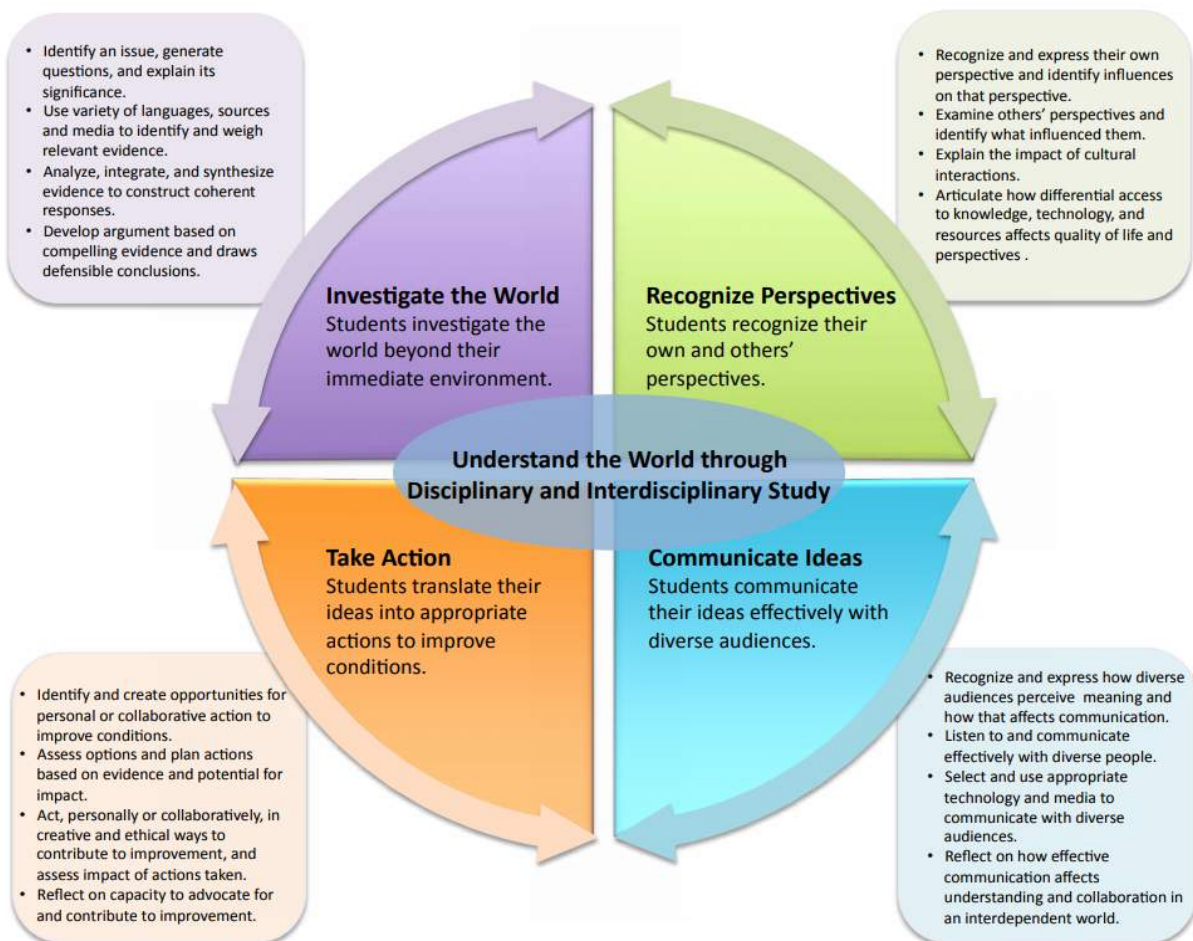 • Identify an issue, generate
questions, and explain its
significance.
• Use variety of languages, sources
and media to identify and weigh
relevant evidence.
• Analyze, integrate, and synthesize
evidence to construct coherent
responses.
• Develop argument based on
compelling evidence and draws
defensible conclusions.
• Recognize and express their own
perspective and identify influences
on that perspective.
• Examine others’ perspectives and
identify what influenced them.
• Explain the impact of cultural
interactions.
• Articulate how differential access
to knowledge, technology, and
resources affects quality of life and
perspectives .
Investigate the World
Students investigate the
world beyond their
immediate environment.
Recognize Perspectives
Students recognize their
own and others’
perspectives.
Understand the World through
Disciplinary and Interdisciplinary Study
Take Action
Students translate their
ideas into appropriate
actions to improve
conditions.
Communicate Ideas
Students communicate
their ideas effectively with
diverse audiences.
• Identify and create opportunities for
personal or collaborative action to
improve conditions.
• Assess options and plan actions
based on evidence and potential for
impact.
• Act, personally or collaboratively, in
creative and ethical ways to
contribute to improvement, and
assess impact of actions taken.
• Reflect on capacity to advocate for
and contribute to improvement.
• Recognize and express how diverse
audiences perceive meaning and
how that affects communication.
• Listen to and communicate
effectively with diverse people.
• Select and use appropriate
technology and media to
communicate with diverse
audiences.
• Reflect on how effective
communication affects
understanding and collaboration in
an interdependent world.